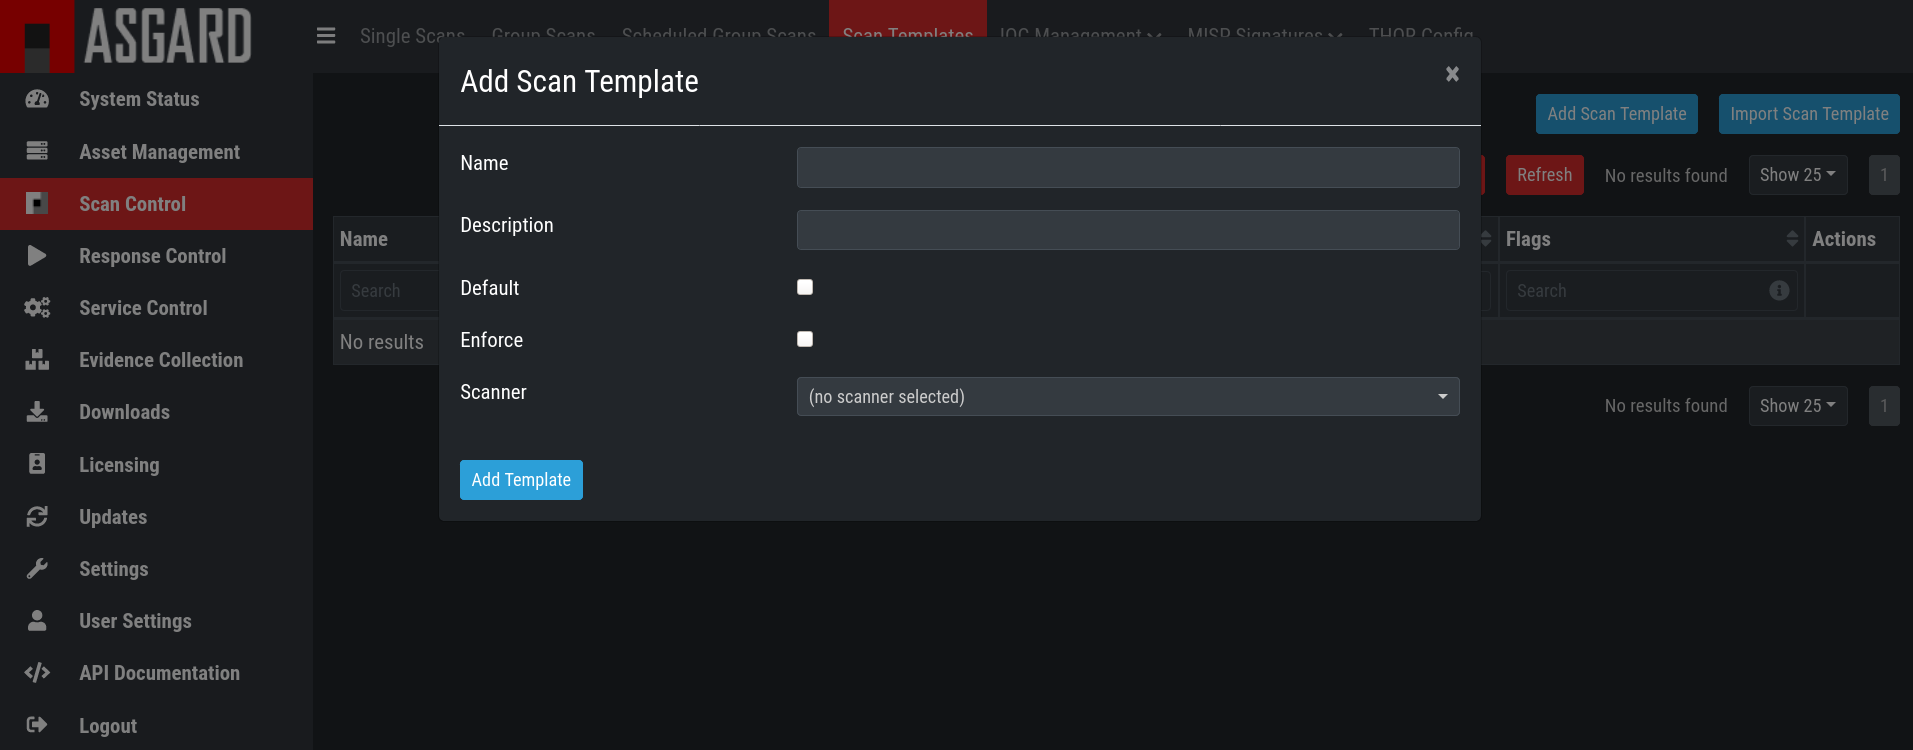 ASGARD
Single Scans Group Scans Scheduled Group Scans Scan Templates IOC Management MISP Signatures THOR Config
System Status
Asset Management
Scan Control
Response Control
Service Control
Evidence Collection
Downloads
Licensing
Updates
Settings
User Settings
API Documentation
Logout
Add Scan Template
×
Name
Description
Default
Enforce
Scanner
(no scanner selected)
Add Template
Add Scan Template Import Scan Template
Refresh No results found Show 25 1
Name Flags Actions
Search Search
No results
No results found Show 25 1